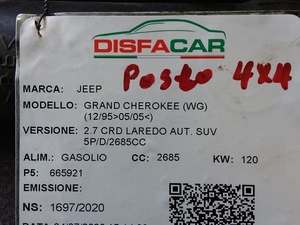 DISFACAR
Posto 4x4
MARCA: JEEP
MODELLO: GRAND CHEROKEE (WG)
(12/95>05/05<)
VERSIONE: 2.7 CRD LAREDO AUT. SUV
5P/D/2685CC
ALIM.: GASOLIO CC: 2685 KW: 120
P5: 665921
EMISSIONE:
NS: 1697/2020